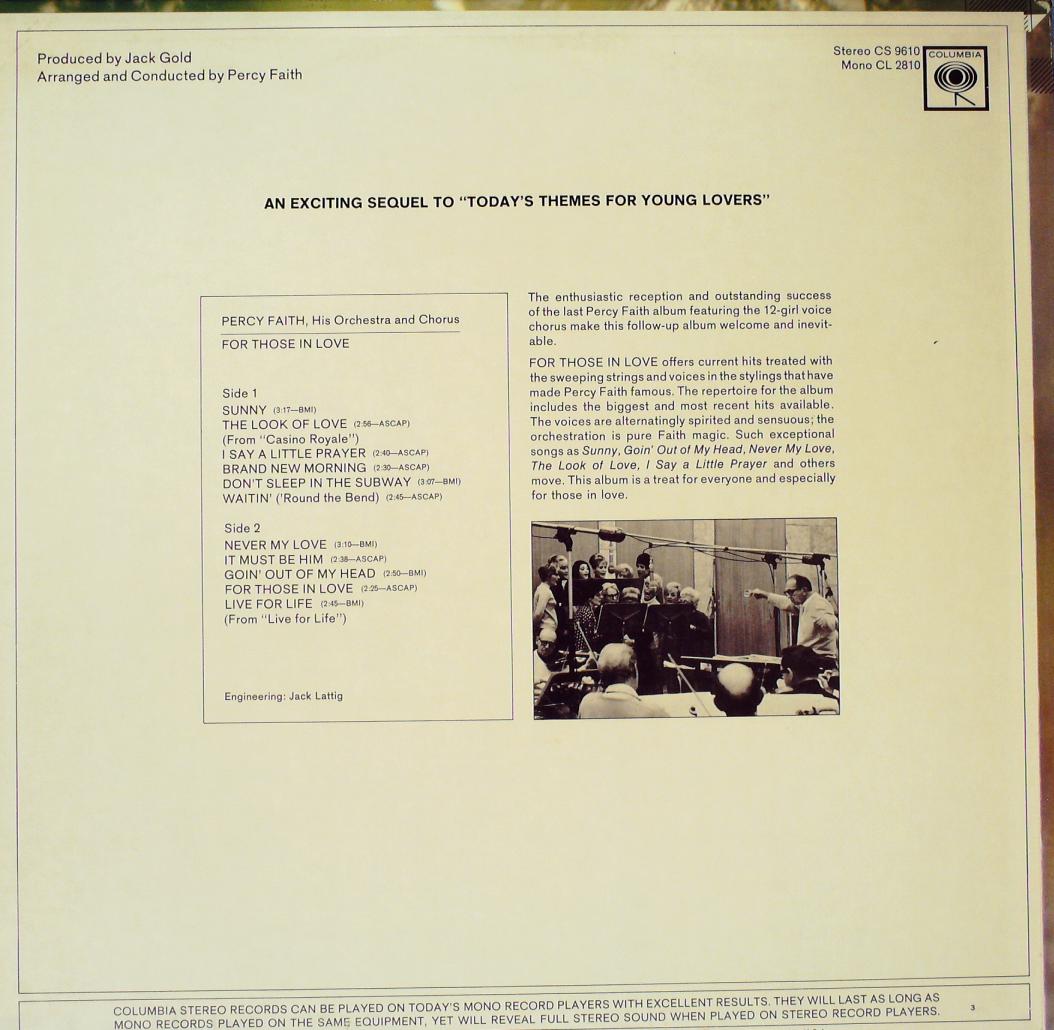 Produced by Jack Gold
Arranged and Conducted by Percy Faith
Stereo CS 9610
Mono CL 2810
COLUMBIA
AN EXCITING SEQUEL TO “TODAY’S THEMES FOR YOUNG LOVERS”
PERCY FAITH, His Orchestra and Chorus
FOR THOSE IN LOVE
Side 1
SUNNY (3:17—BMI)
THE LOOK OF LOVE (2:56—ASCAP)
(From “Casino Royale”)
I SAY A LITTLE PRAYER (2:40—ASCAP)
BRAND NEW MORNING (2:30—ASCAP)
DON’T SLEEP IN THE SUBWAY (3:07—BMI)
WAITIN’ (’Round the Bend) (2:45—ASCAP)
Side 2
NEVER MY LOVE (3:10—BMI)
IT MUST BE HIM (2:38—ASCAP)
GOIN’ OUT OF MY HEAD (2:50—BMI)
FOR THOSE IN LOVE (2:25—ASCAP)
LIVE FOR LIFE (2:45—BMI)
(From “Live for Life”)
Engineering: Jack Lattig
The enthusiastic reception and outstanding success
of the last Percy Faith album featuring the 12-girl voice
chorus make this follow-up album welcome and inevit-
able.
FOR THOSE IN LOVE offers current hits treated with
the sweeping strings and voices in the stylings that have
made Percy Faith famous. The repertoire for the album
includes the biggest and most recent hits available.
The voices are alternatingly spirited and sensuous; the
orchestration is pure Faith magic. Such exceptional
songs as Sunny, Goin’ Out of My Head, Never My Love,
The Look of Love, I Say a Little Prayer and others
move. This album is a treat for everyone and especially
for those in love.
COLUMBIA STEREO RECORDS CAN BE PLAYED ON TODAY’S MONO RECORD PLAYERS WITH EXCELLENT RESULTS. THEY WILL LAST AS LONG AS
MONO RECORDS PLAYED ON THE SAME EQUIPMENT, YET WILL REVEAL FULL STEREO SOUND WHEN PLAYED ON STEREO RECORD PLAYERS.
3